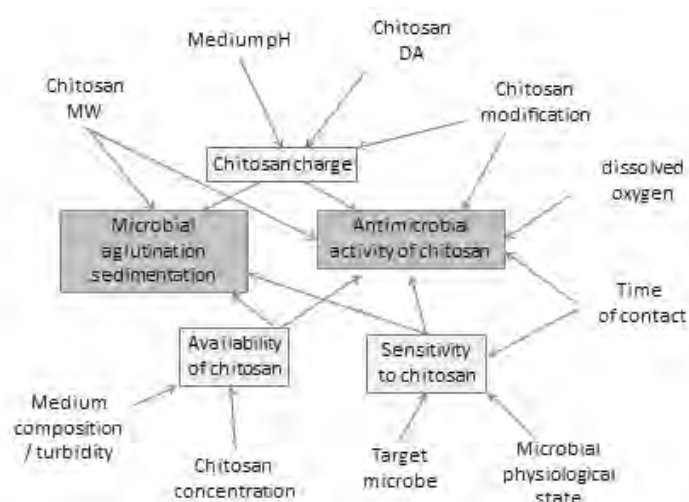 Medium pH
Chitosan
DA
Chitosan
MW
Chitosan
modification
Chitosan charge
dissolved
oxygen
Microbial
aglutination
.sedimentation
Antimicrobial
activity of chitosan
Time
of contact
Availability
of chitosan
Sensitivity
to chitosan
Medium
composition
/ turbidity
Chitosan
concentration
Target
microbe
Microbial
physiological
state